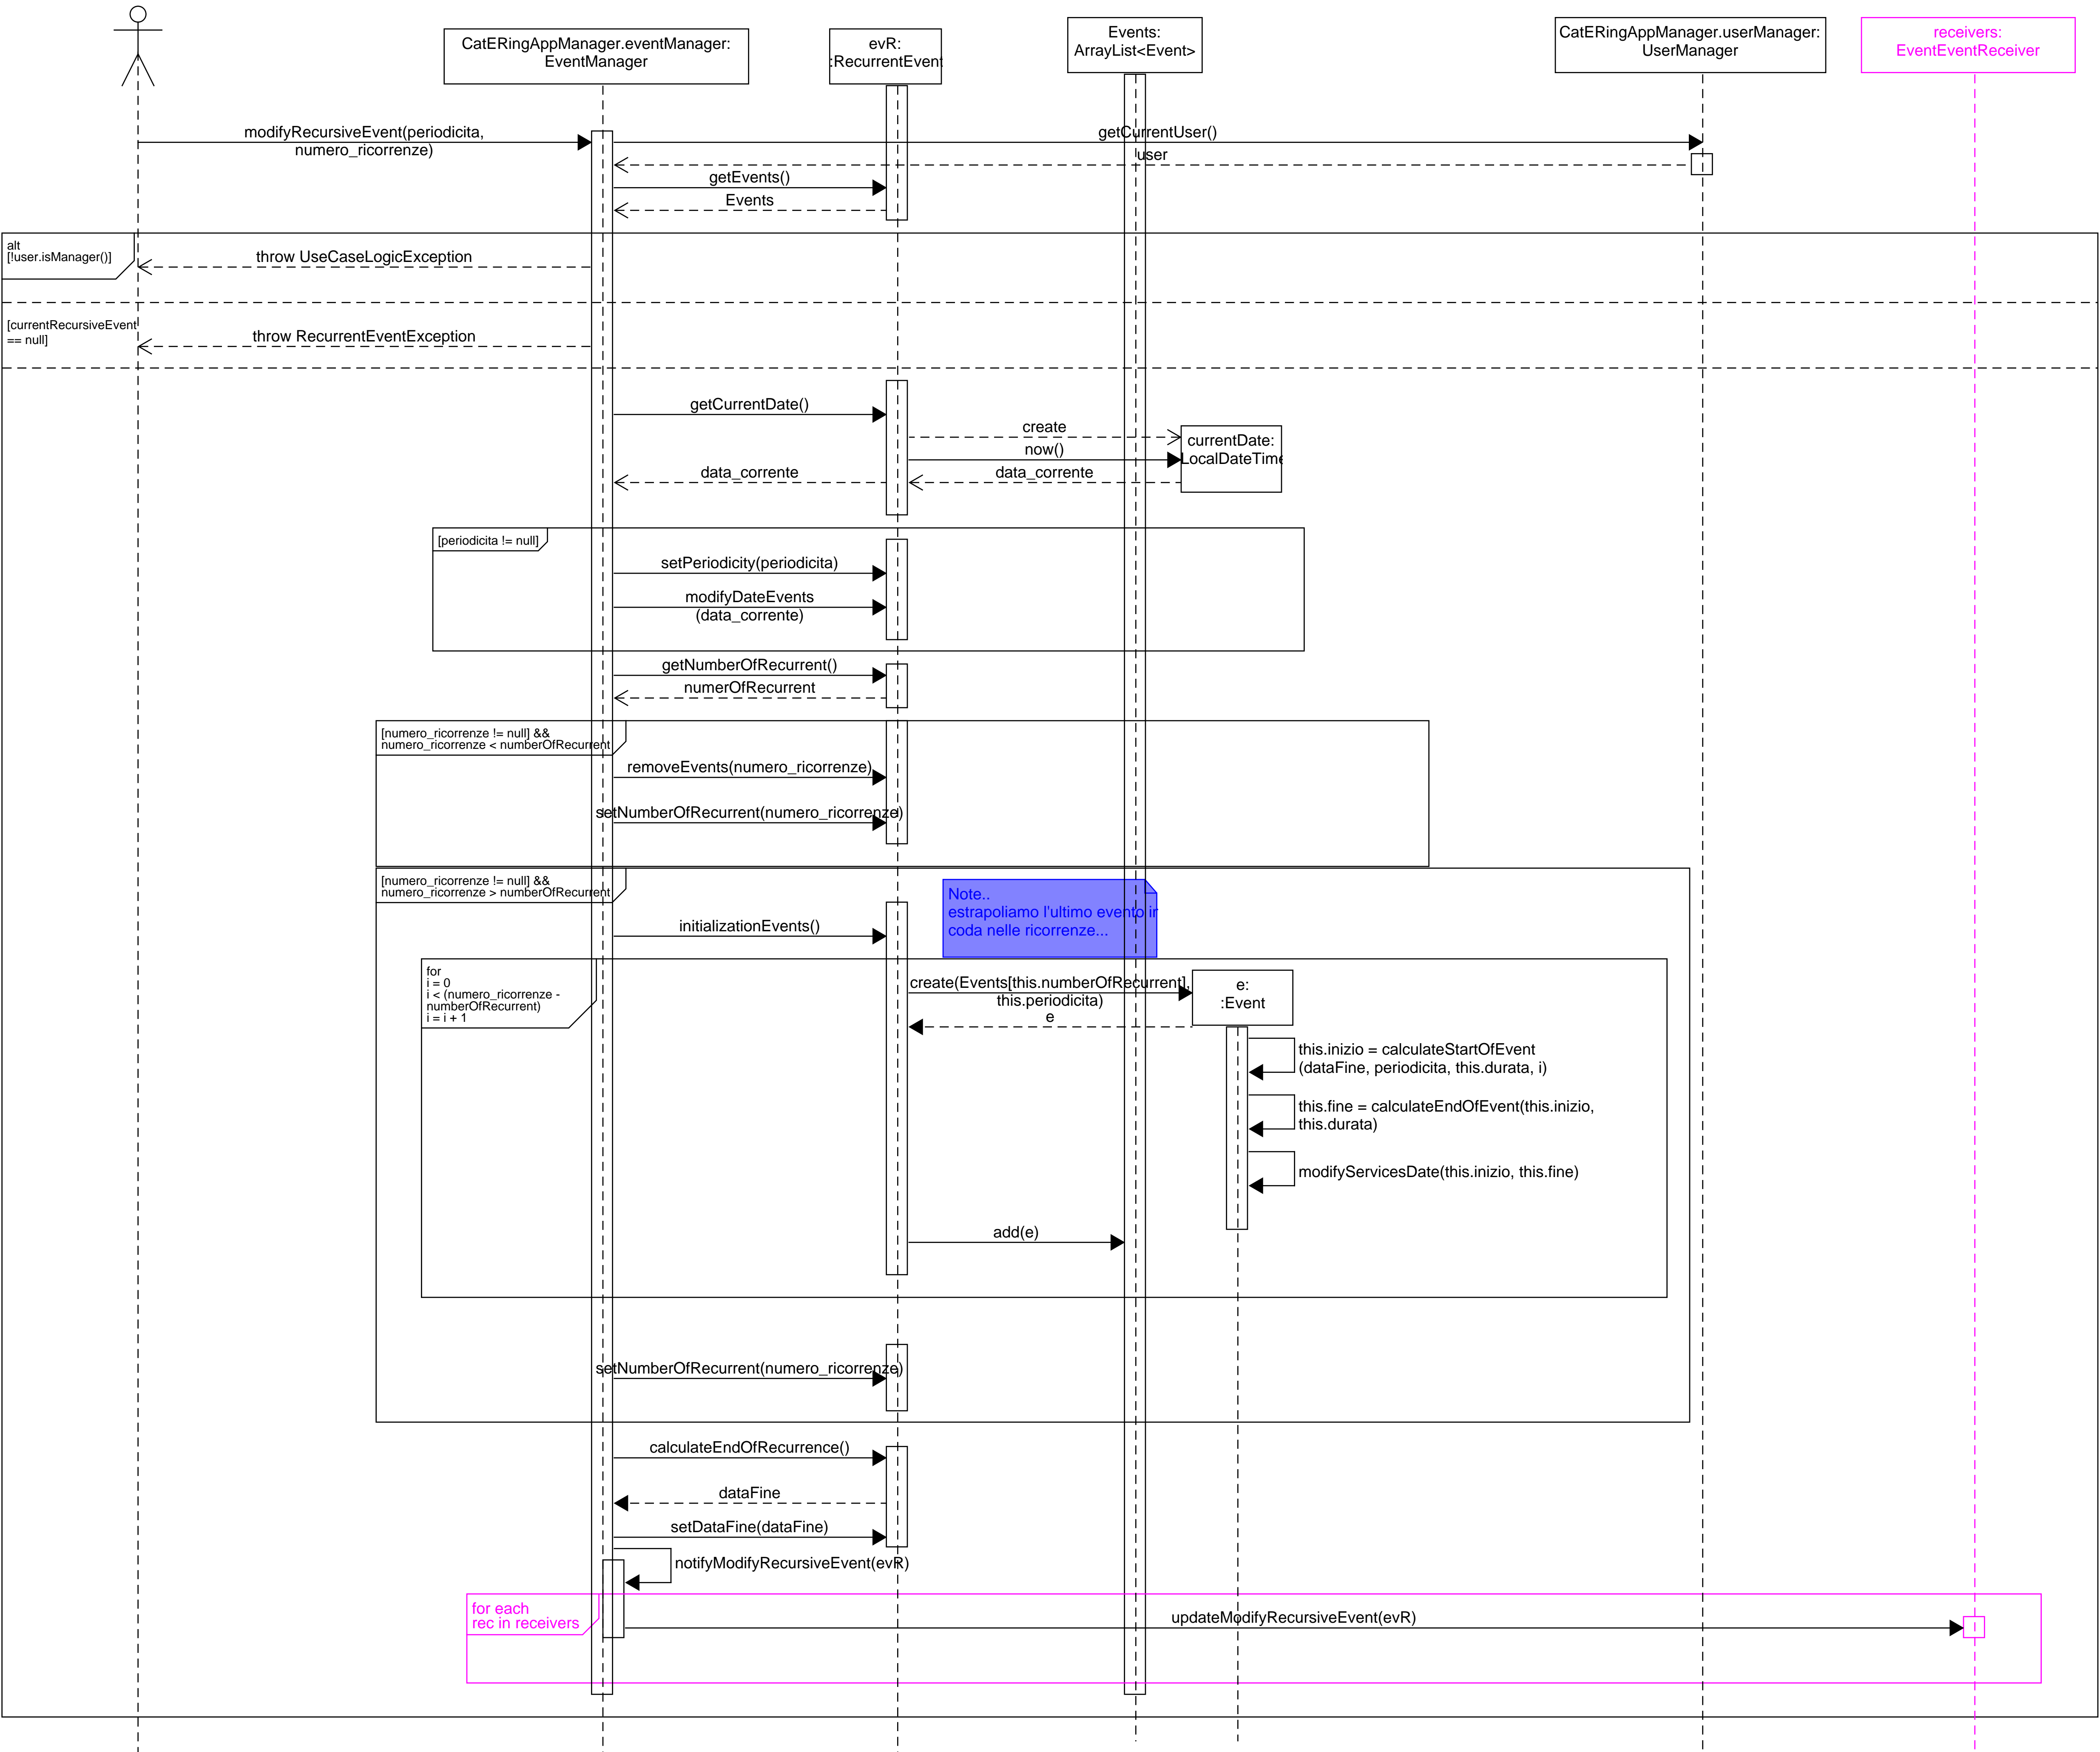 CatERingAppManager.eventManager:
EventManager
evR:
:RecurrentEvent
Events:
ArrayList<Event>
CatERingAppManager.userManager:
UserManager
receivers:
EventEventReceiver
modifyRecursiveEvent(periodicita,
numero_ricorrenze)
getCurrentUser()
user
getEvents()
Events
alt
[!user.isManager()]
throw UseCaseLogicException
[currentRecursiveEvent
== null]
throw RecurrentEventException
getCurrentDate()
create
currentDate:
LocalDateTime
now()
data_corrente
data_corrente
[periodicita != null]
setPeriodicity(periodicita)
modifyDateEvents
(data_corrente)
getNumberOfRecurrent()
numerOfRecurrent
[numero_ricorrenze != null] &&
numero_ricorrenze < numberOfRecurrent
removeEvents(numero_ricorrenze)
setNumberOfRecurrent(numero_ricorrenze)
[numero_ricorrenze != null] &&
numero_ricorrenze > numberOfRecurrent
Note..
estrapoliamo l'ultimo evento in
coda nelle ricorrenze...
initializationEvents()
for
i = 0
i < (numero_ricorrenze -
numberOfRecurrent)
i = i + 1
create(Events[this.numberOfRecurrent],
this.periodicita)
e
e:
:Event
this.inizio = calculateStartOfEvent
(dataFine, periodicita, this.durata, i)
this.fine = calculateEndOfEvent(this.inizio,
this.durata)
modifyServicesDate(this.inizio, this.fine)
add(e)
setNumberOfRecurrent(numero_ricorrenze)
calculateEndOfRecurrence()
dataFine
setDataFine(dataFine)
notifyModifyRecursiveEvent(evR)
for each
rec in receivers
updateModifyRecursiveEvent(evR)